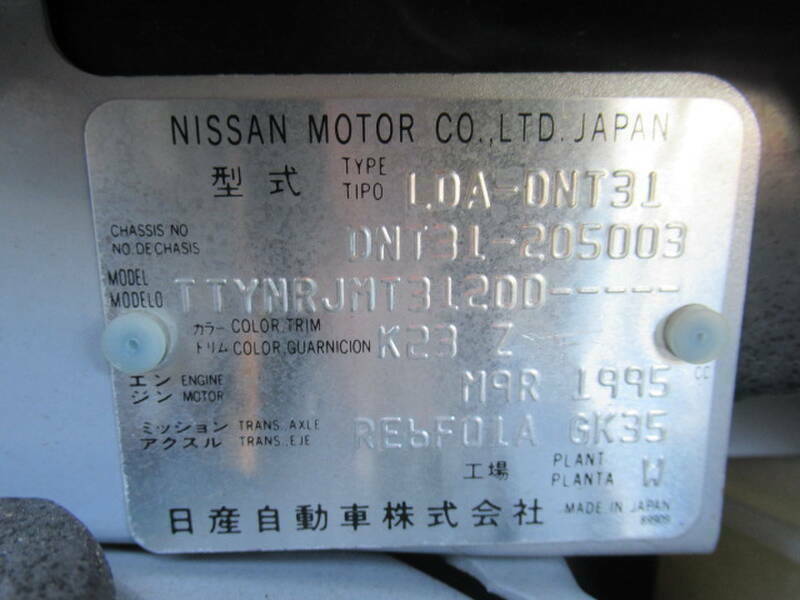 NISSAN MOTOR CO., LTD. JAPAN
型式 TYPE TIPO LDA-DNT31
CHASSIS NO
NO. DE CHASIS DNT31-205003
MODEL
MODELO TTYNRJMT3120D-----
カラー COLOR, TRIM
トリム COLOR, GUARNICION K23 Z
エン ENGINE
ジン MOTOR M9R 1995 CC
ミッション TRANS., AXLE
アクスル TRANS., EJE RE6F01A GK35
工場 PLANT PLANTA W
日産自動車株式会社 MADE IN JAPAN